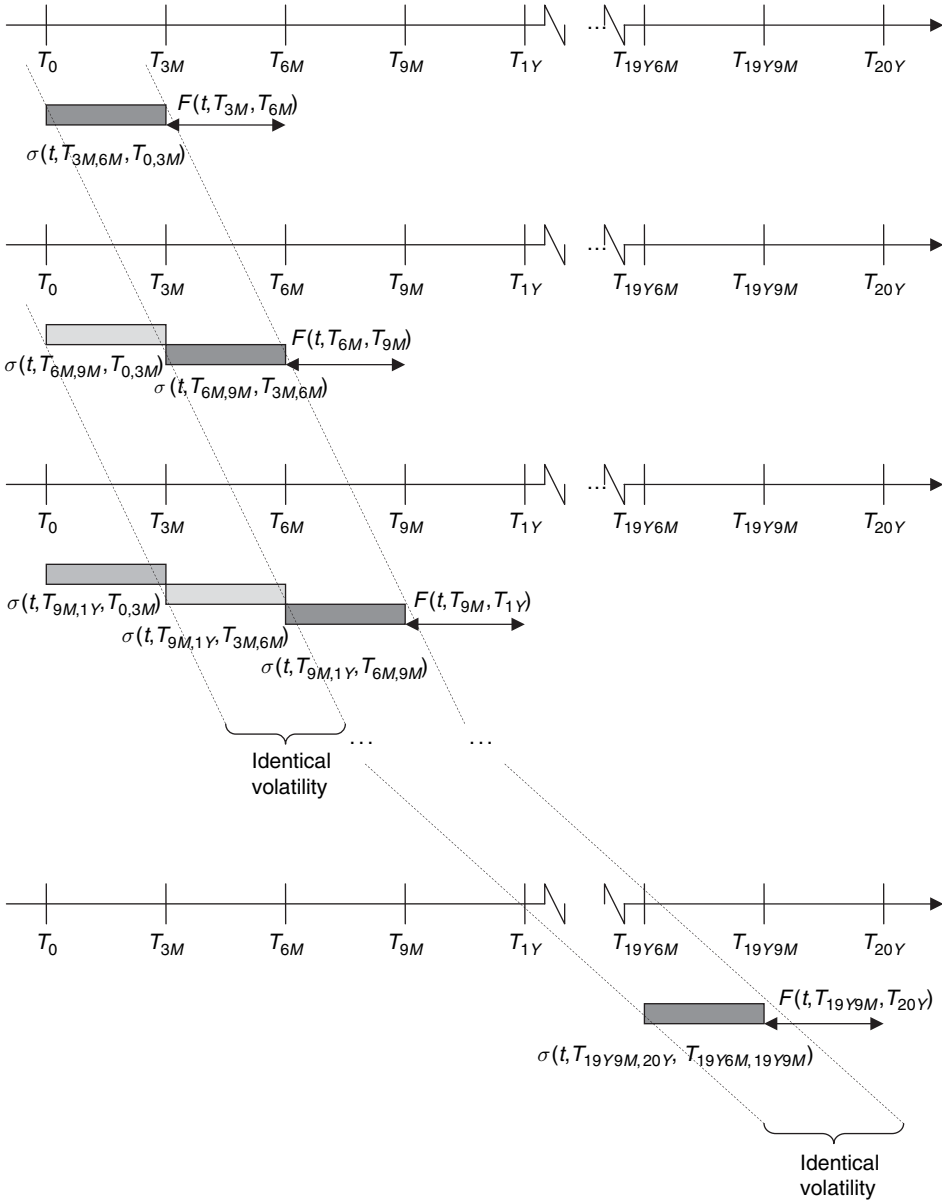 ...
T0 T3M T6M T9M T1Y T19Y6M T19Y9M T20Y
F(t,T3M,T6M)
σ(t,T3M,6M,T0,3M)
...
T0 T3M T6M T9M T1Y T19Y6M T19Y9M T20Y
F(t,T6M,T9M)
σ(t,T6M,9M,T0,3M)
σ(t,T6M,9M,T3M,6M)
...
T0 T3M T6M T9M T1Y T19Y6M T19Y9M T20Y
F(t,T9M,T1Y)
σ(t,T9M,1Y,T0,3M)
σ(t,T9M,1Y,T3M,6M)
σ(t,T9M,1Y,T6M,9M)
... ...
Identical
volatility
...
T0 T3M T6M T9M T1Y T19Y6M T19Y9M T20Y
F(t,T19Y9M,T20Y)
σ(t,T19Y9M,20Y, T19Y6M,19Y9M)
Identical
volatility